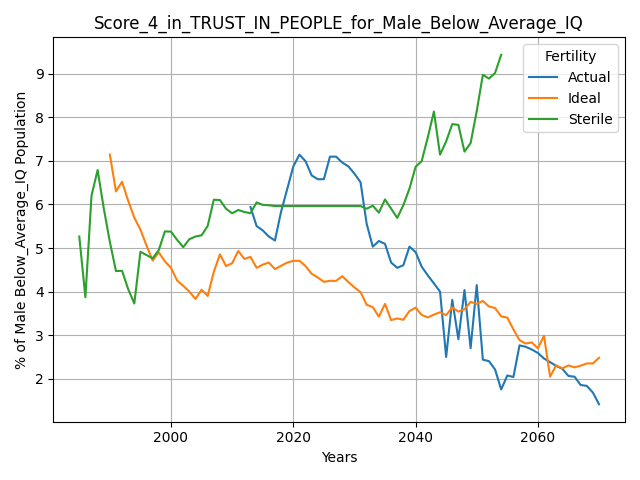 Score_4_in_TRUST_IN_PEOPLE_for_Male_Below_Average_IQ
% of Male Below_Average_IQ Population
9
8
7
6
5
4
3
2
Fertility
Actual
Ideal
Sterile
2000
2020
2040
2060
Years